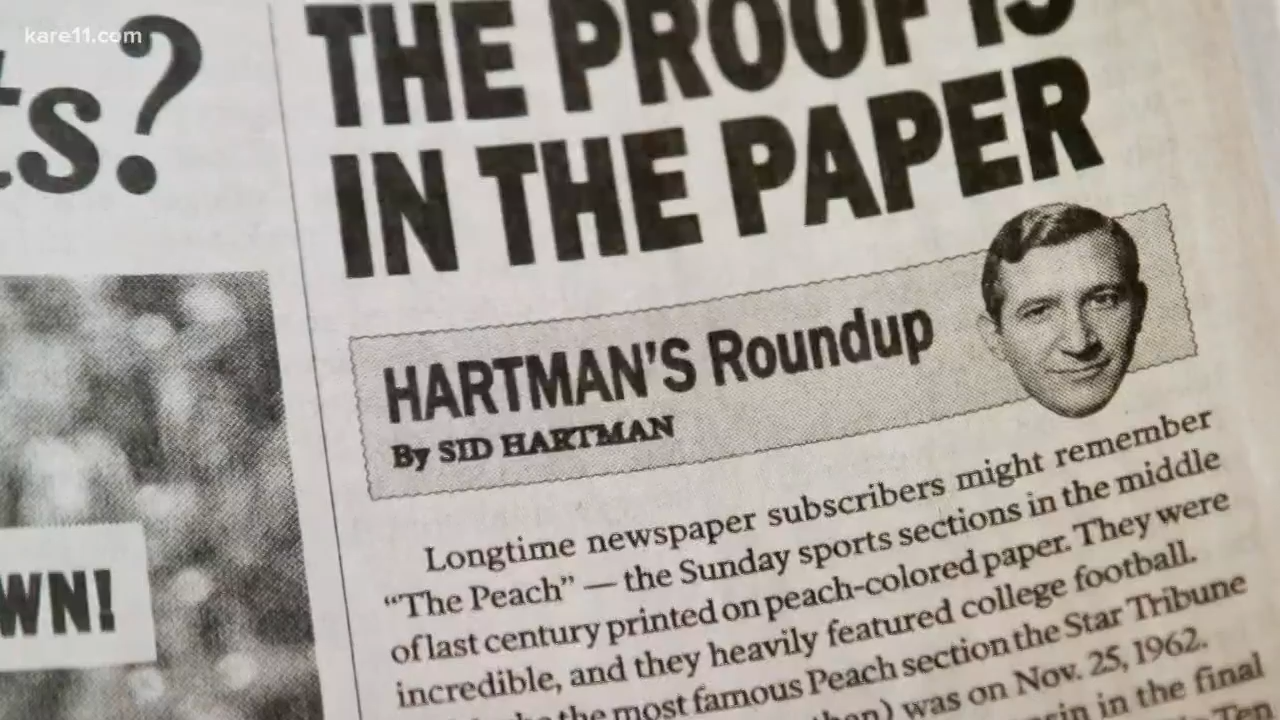 kare11.com
ts?
WN!
THE PROOF IS
IN THE PAPER
HARTMAN'S Roundup
By SID HARTMAN
Longtime newspaper subscribers might remember
“The Peach” — the Sunday sports sections in the middle
of last century printed on peach-colored paper. They were
incredible, and they heavily featured college football.
the most famous Peach section the Star Tribune
was on Nov. 25, 1962.
in the final
Ten